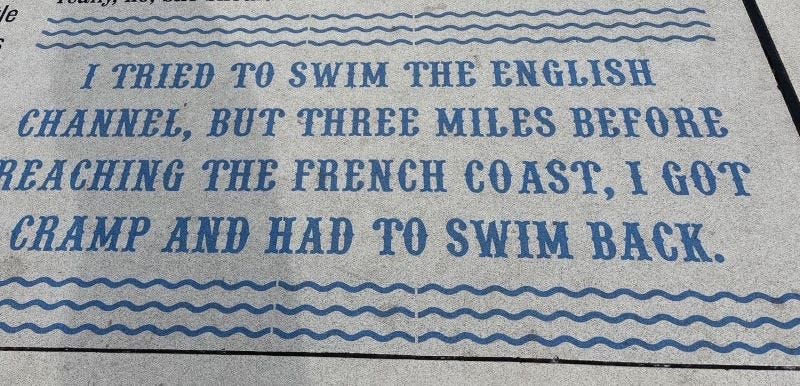 I TRIED TO SWIM THE ENGLISH
CHANNEL, BUT THREE MILES BEFORE
REACHING THE FRENCH COAST, I GOT
CRAMP AND HAD TO SWIM BACK.